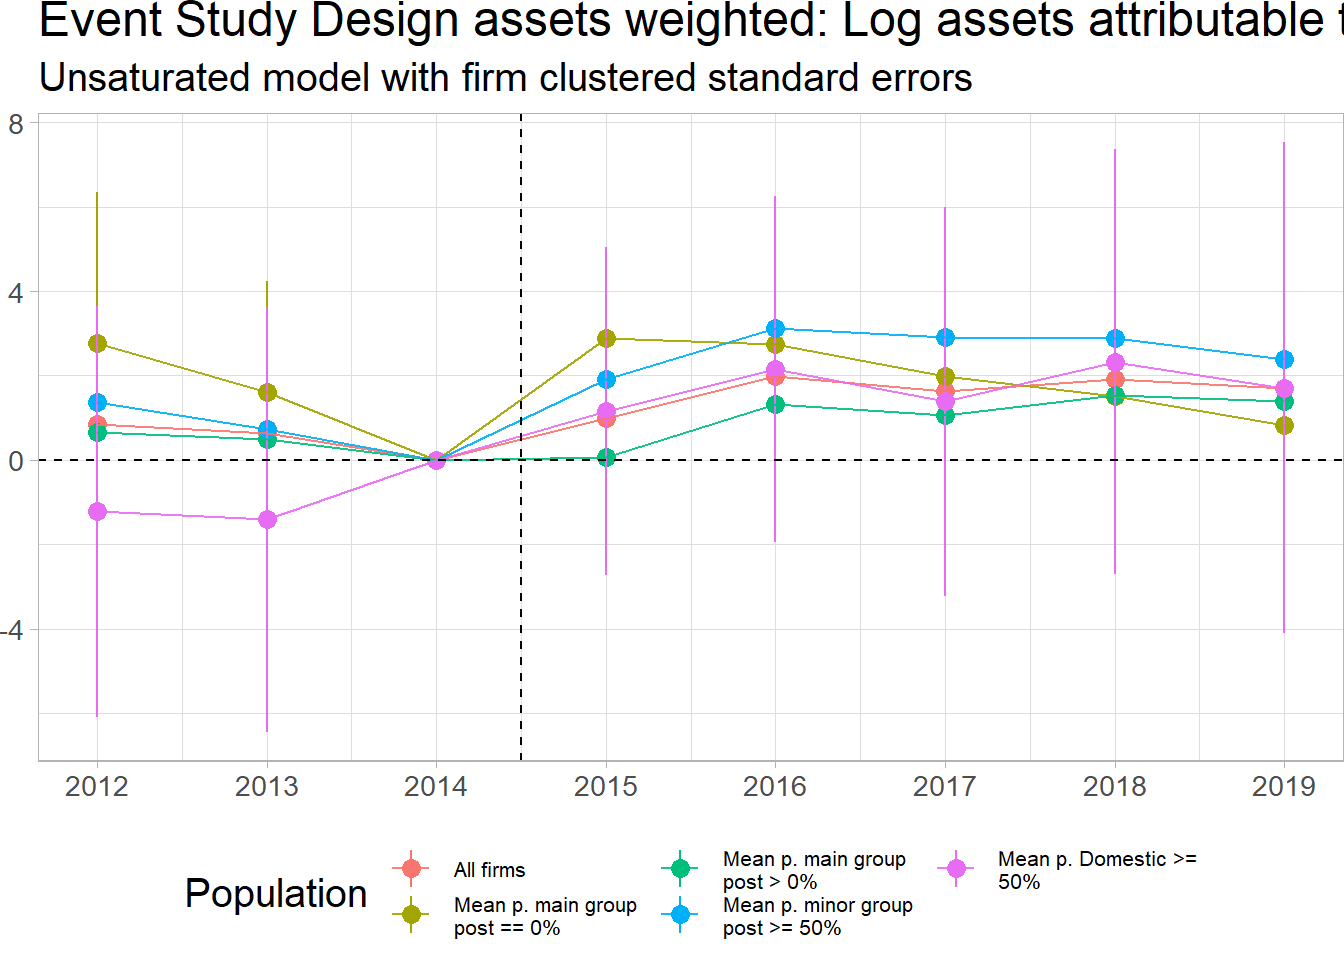 Event Study Design assets weighted: Log assets attributable t
Unsaturated model with firm clustered standard errors
8
4
0
-4
2012 2013 2014 2015 2016 2017 2018 2019
Population
All firms
Mean p. main group
post == 0%
Mean p. main group
post > 0%
Mean p. minor group
post >= 50%
Mean p. Domestic >=
50%